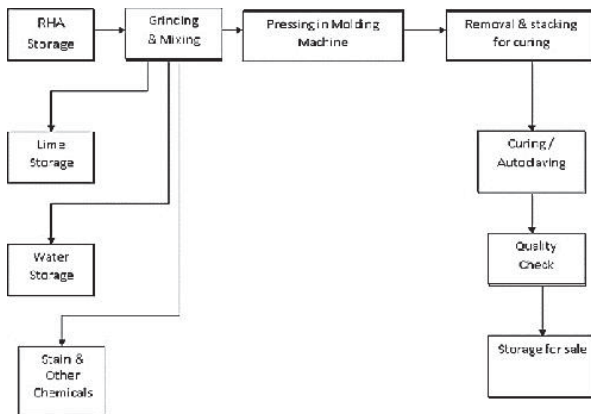 RHA
Storage
Grinding
& Mixing
Pressing in Molding
Machine
Removal & stacking
for curing
Lime
Storage
Curing /
Autoclaving
Water
Storage
Quality
Check
Stain &
Other
Chemicals
Storage for sale